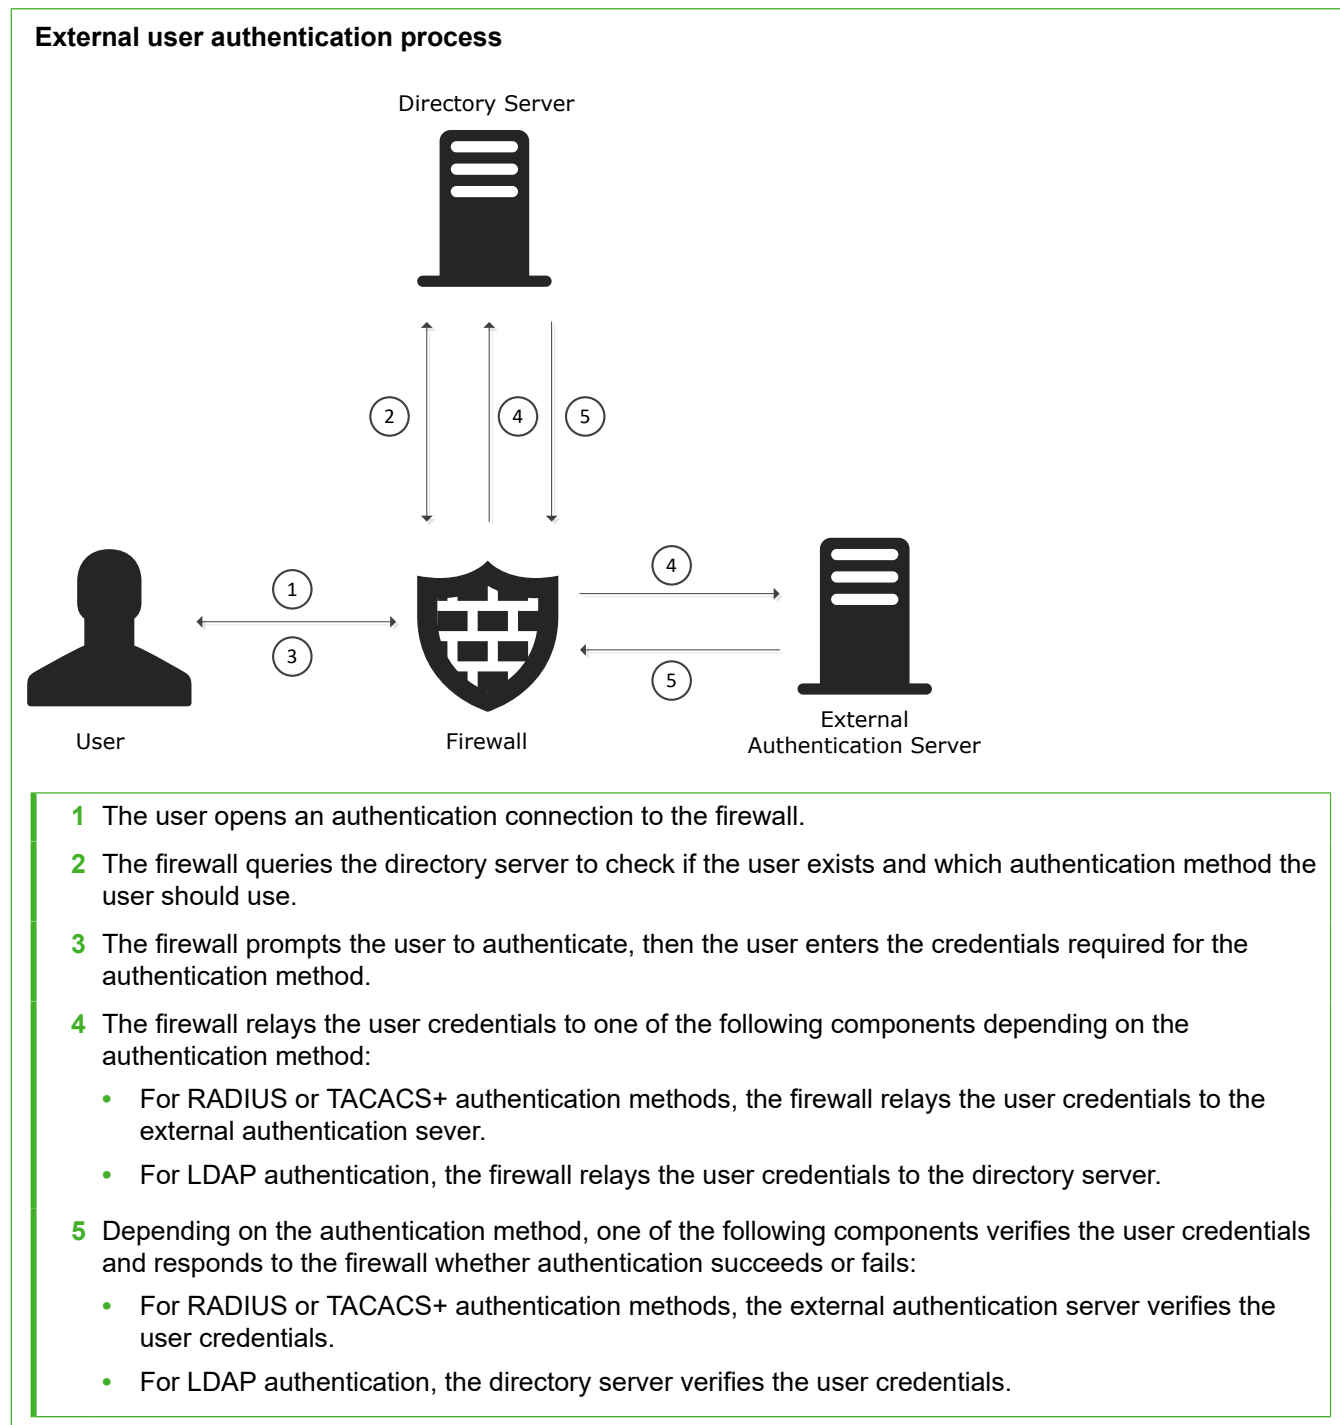 External user authentication process
Directory Server
2
4
5
1
3
4
5
User
Firewall
External
Authentication Server
1 The user opens an authentication connection to the firewall.
2 The firewall queries the directory server to check if the user exists and which authentication method the
user should use.
3 The firewall prompts the user to authenticate, then the user enters the credentials required for the
authentication method.
4 The firewall relays the user credentials to one of the following components depending on the
authentication method:
• For RADIUS or TACACS+ authentication methods, the firewall relays the user credentials to the
external authentication sever.
• For LDAP authentication, the firewall relays the user credentials to the directory server.
5 Depending on the authentication method, one of the following components verifies the user credentials
and responds to the firewall whether authentication succeeds or fails:
• For RADIUS or TACACS+ authentication methods, the external authentication server verifies the
user credentials.
• For LDAP authentication, the directory server verifies the user credentials.